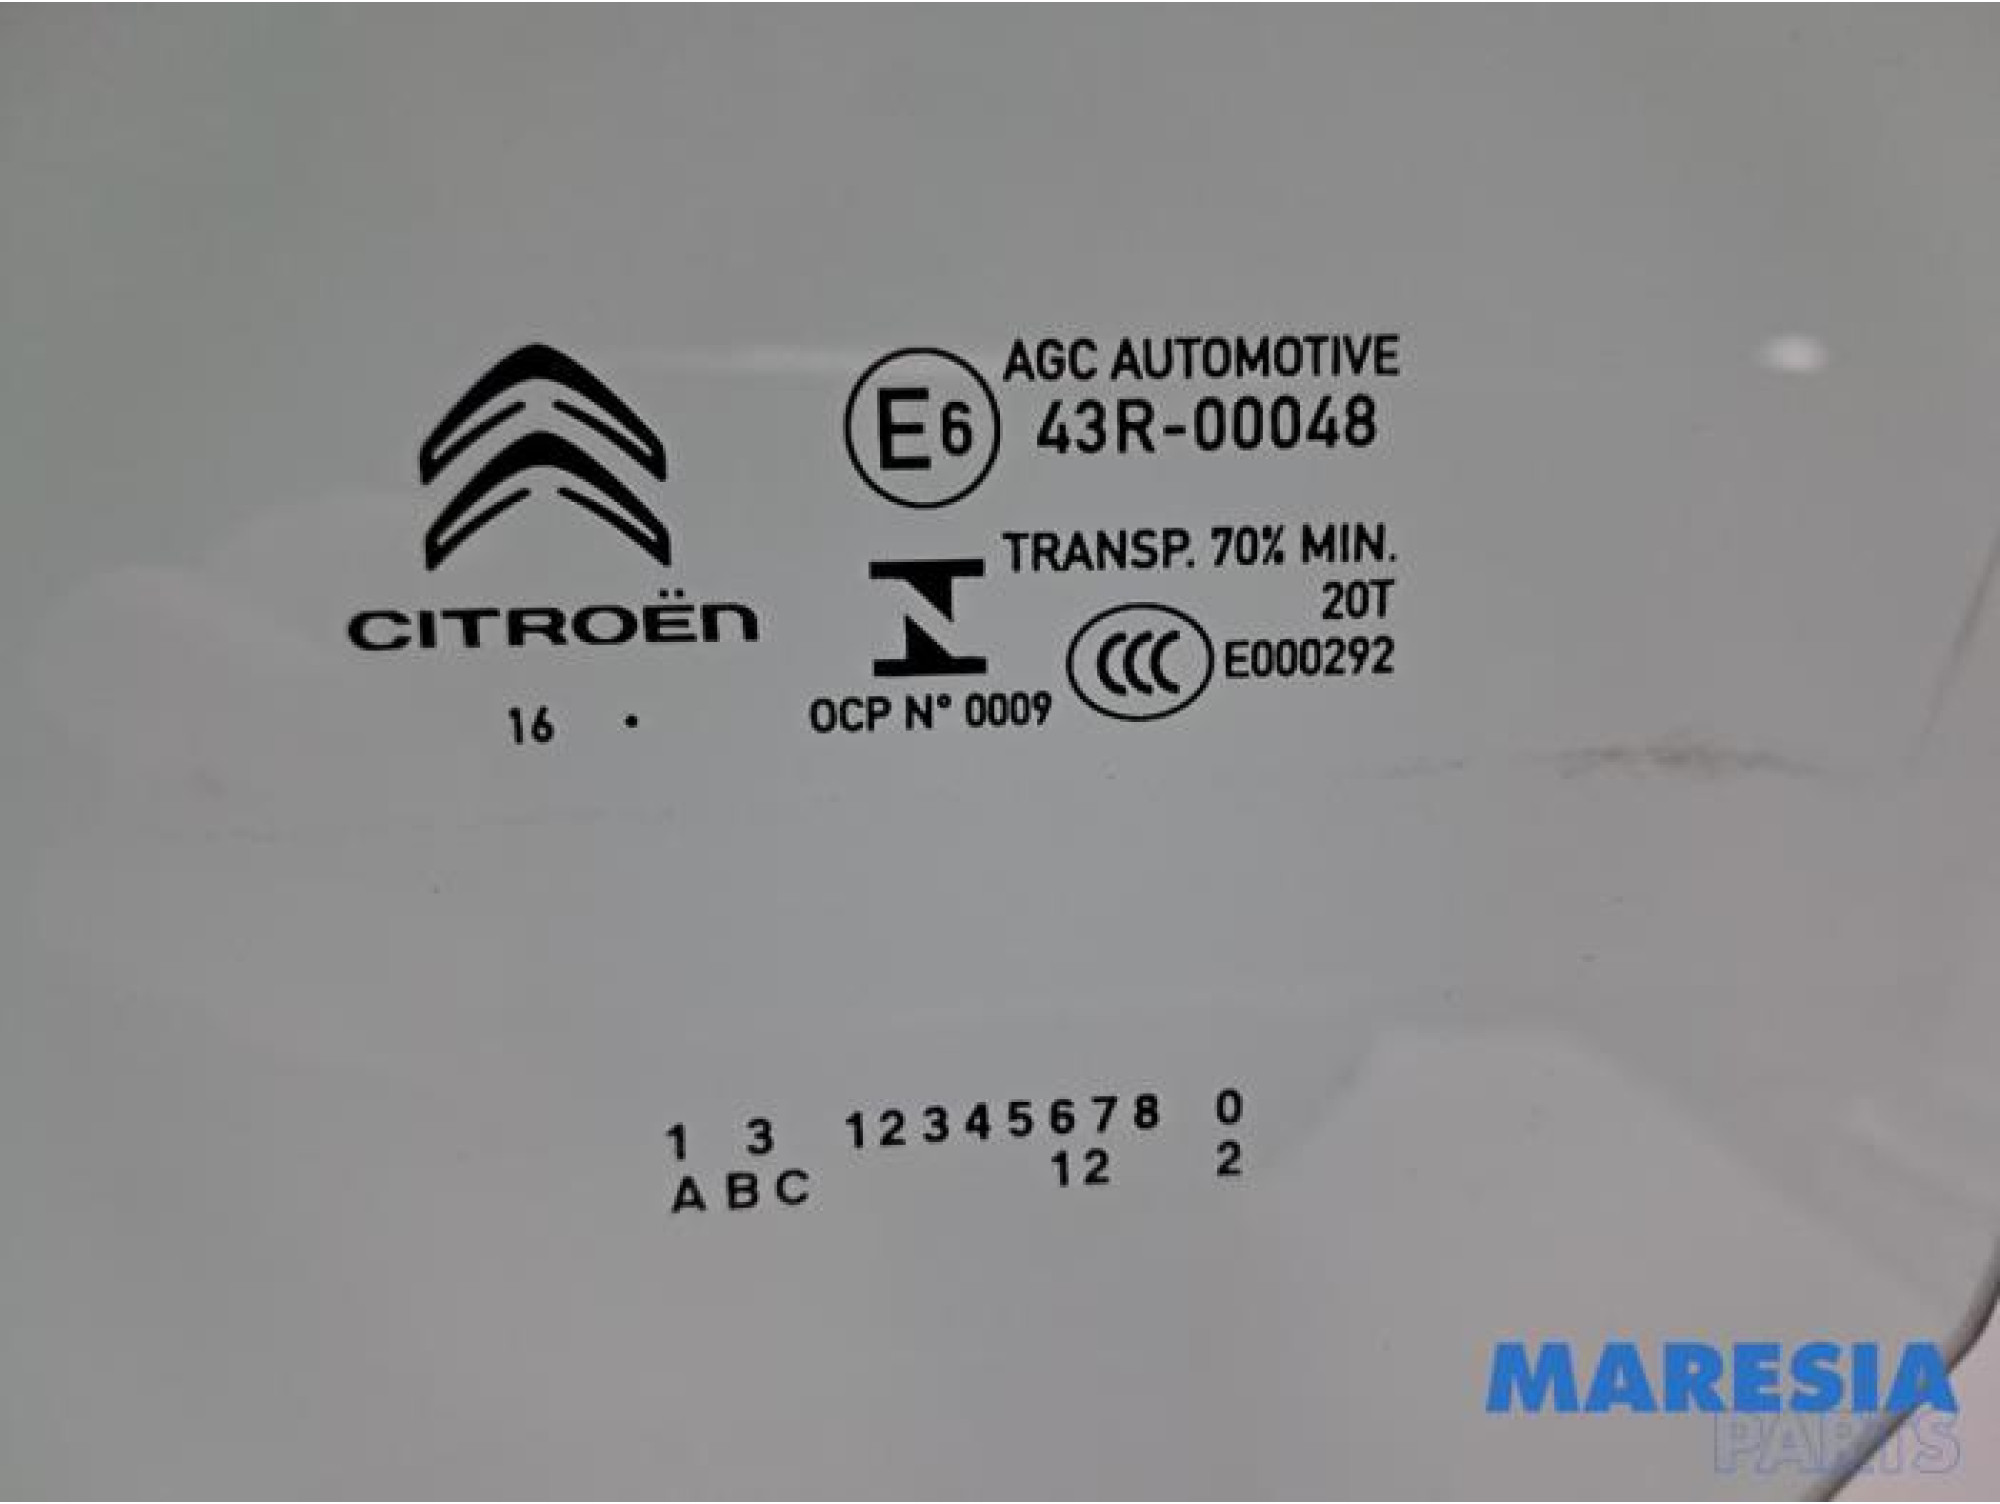 CITROËN
16 .
E6
AGC AUTOMOTIVE
43R-00048
TRANSP. 70% MIN.
20T
CCC E000292
OCP N° 0009
1 3 12345678 0
ABC 12 2
MARESIA
PARTS